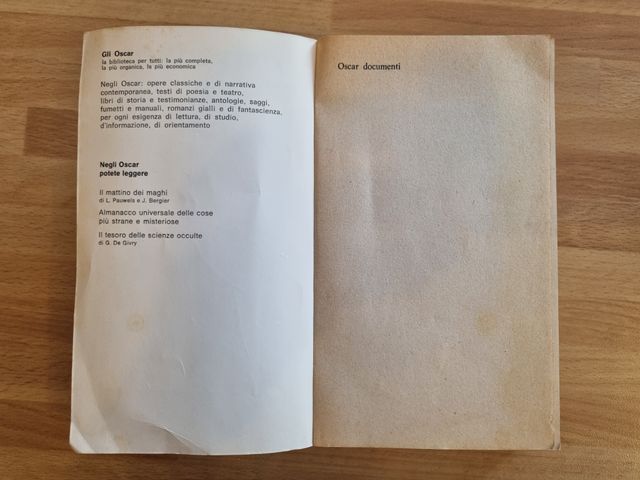 Gli Oscar
la biblioteca per tutti: la più completa,
la più organica, la più economica
Negli Oscar: opere classiche e di narrativa
contemporanea, testi di poesia e teatro,
libri di storia e testimonianze, antologie, saggi,
fumetti e manuali, romanzi gialli e di fantascienza,
per ogni esigenza di lettura, di studio,
d'informazione, di orientamento
Negli Oscar
potete leggere
Il mattino dei maghi
di L. Pauwels e J. Bergier
Almanacco universale delle cose
più strane e misteriose
Il tesoro delle scienze occulte
di G. De Givry
Oscar documenti